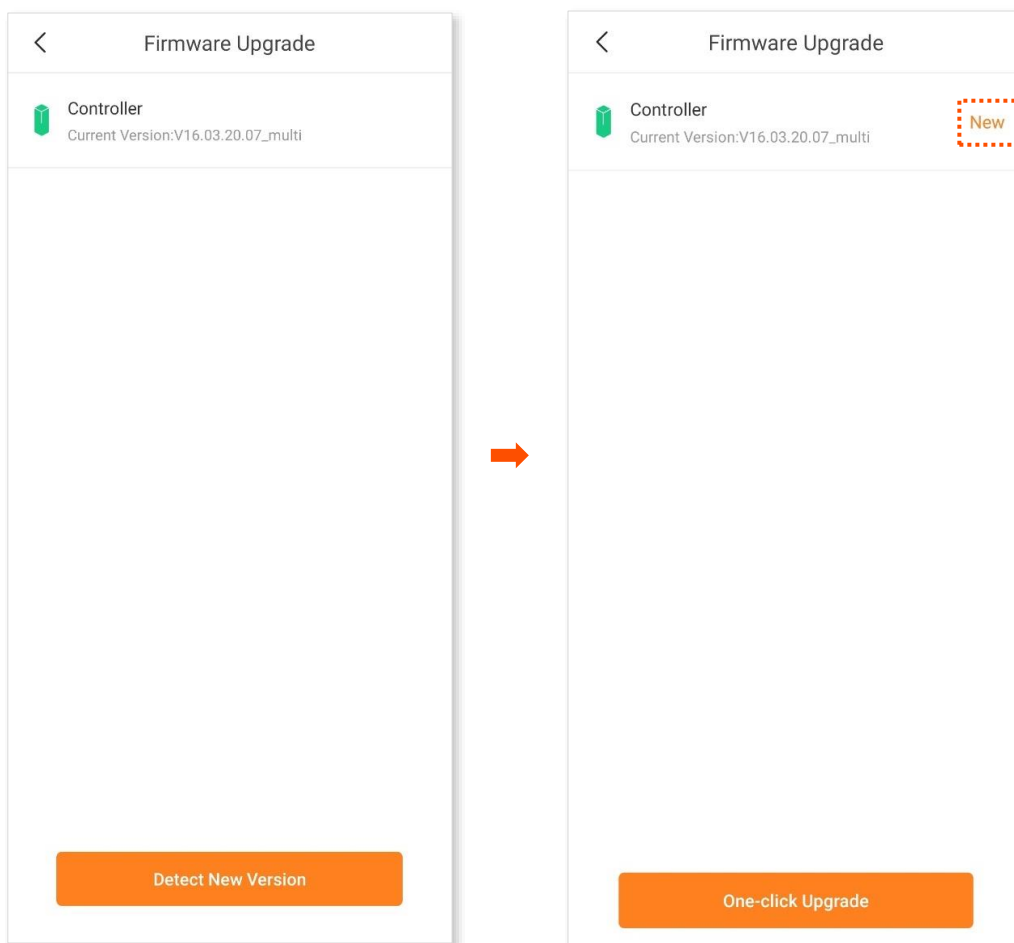 Firmware Upgrade
Controller
Current Version:V16.03.20.07_multi
Detect New Version
Firmware Upgrade
Controller
New
Current Version:V16.03.20.07_multi
One-click Upgrade